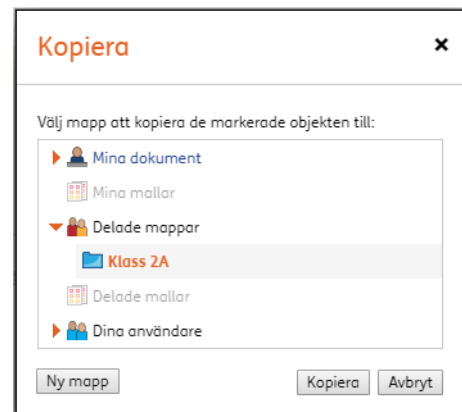 Kopiera
Välj mapp att kopiera de markerade objekten till:
Mina dokument
Mina mallar
Delade mappar
Klass 2A
Delade mallar
Dina användare
Ny mapp Kopiera Avbryt